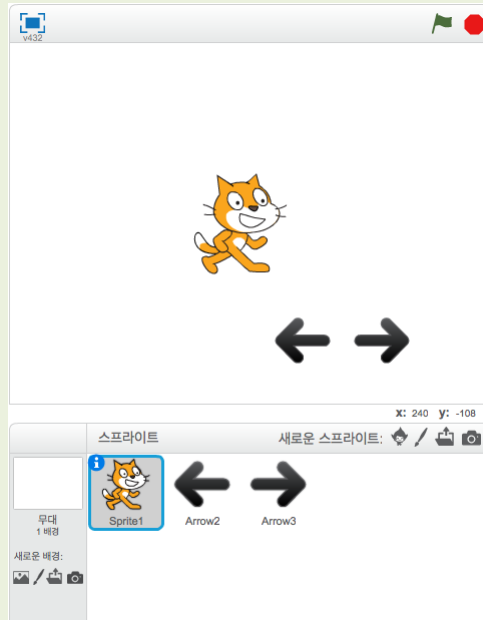 v432
x: 240 y: -108
스프라이트 새로운 스프라이트:
Sprite1 Arrow2 Arrow3
무대
1 배경
새로운 배경: